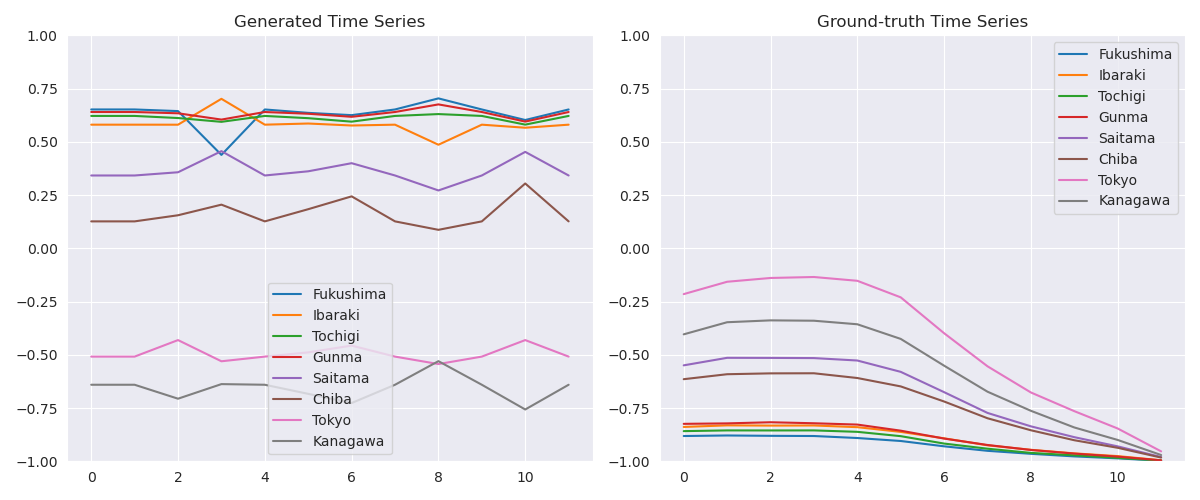 Generated Time Series
1.00
0.75
0.50
0.25
0.00
−0.25
−0.50
−0.75
−1.00
0
2
4
6
8
10
Fukushima
Ibaraki
Tochigi
Gunma
Saitama
Chiba
Tokyo
Kanagawa
Ground-truth Time Series
1.00
0.75
0.50
0.25
0.00
−0.25
−0.50
−0.75
−1.00
0
2
4
6
8
10
Fukushima
Ibaraki
Tochigi
Gunma
Saitama
Chiba
Tokyo
Kanagawa